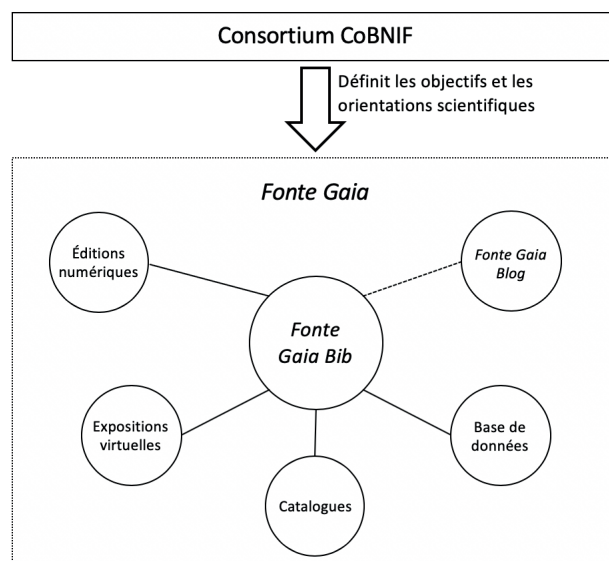 Consortium CoBNIF
Définit les objectifs et les
orientations scientifiques
Fonte Gaia
Éditions
numériques
Fonte Gaia
Blog
Fonte
Gaia Bib
Expositions
virtuelles
Base de
données
Catalogues